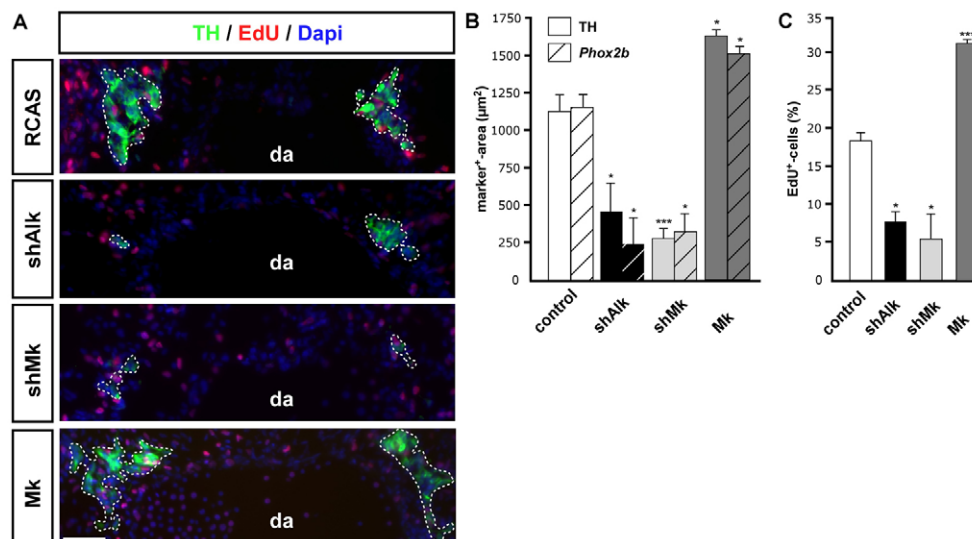 A
TH / EdU / Dapi
RCAS
da
shAlk
da
shMk
da
Mk
da
B
marker⁺-area (µm²)
1750
1500
1250
1000
750
500
250
0
TH
Phox2b
* * *** * * *
control
shAlk
shMk
Mk
C
EdU⁺-cells (%)
35
30
25
20
15
10
5
0
* * ***
control
shAlk
shMk
Mk